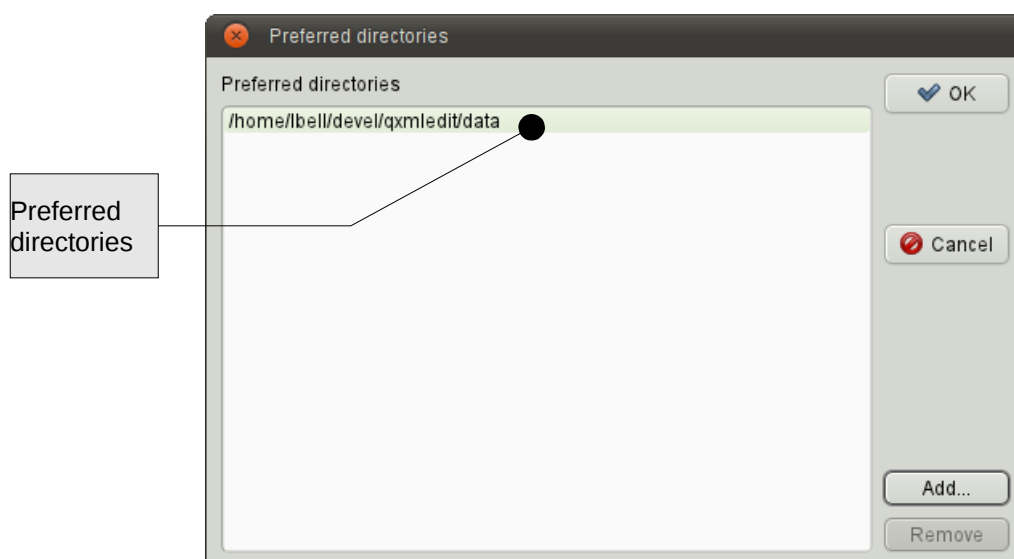 Preferred directories
Preferred directories
OK
/home/lbell/devel/qxmledit/data
Preferred
directories
Cancel
Add...
Remove